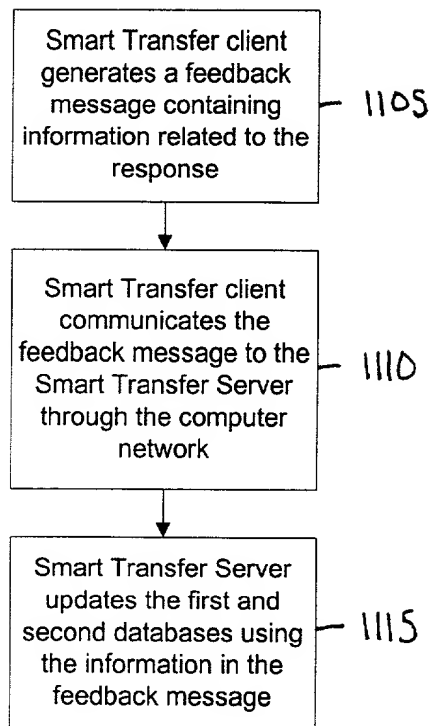 Smart Transfer client
generates a feedback
message containing
information related to the
response
1105
Smart Transfer client
communicates the
feedback message to the
Smart Transfer Server
through the computer
network
1110
Smart Transfer Server
updates the first and
second databases using
the information in the
feedback message
1115